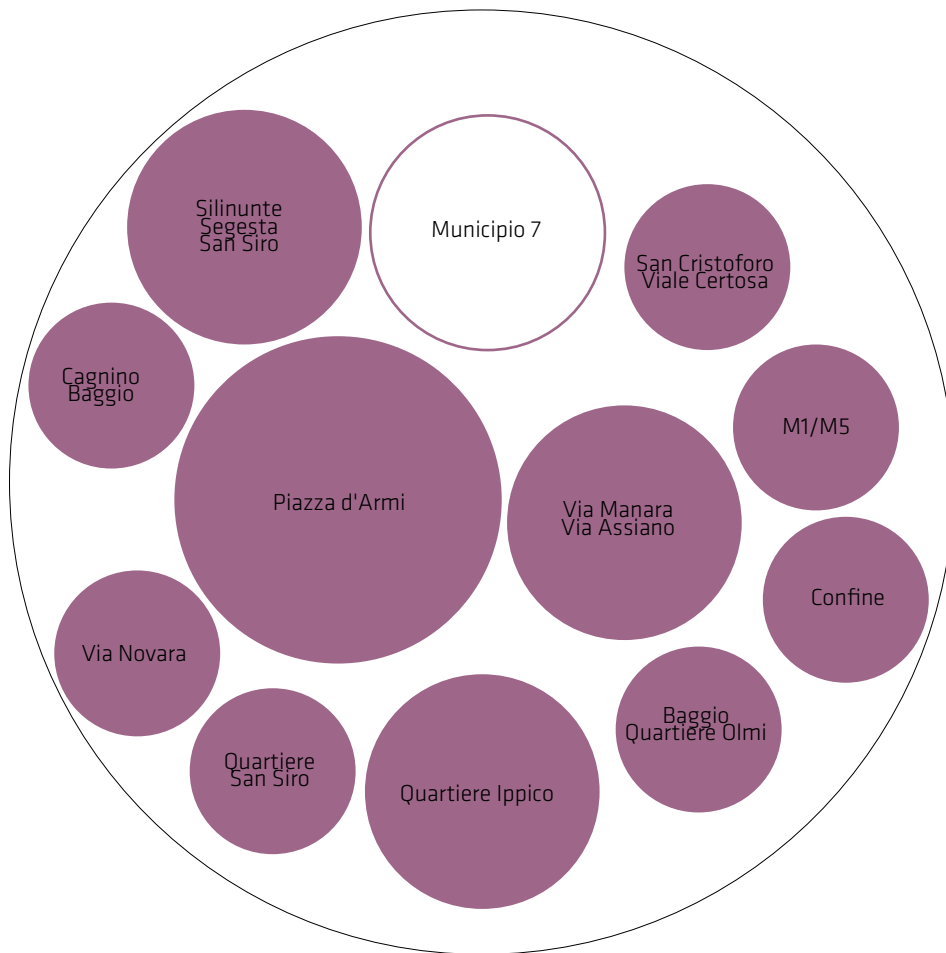 Silinunte
Segesta
San Siro
Municipio 7
San Cristoforo
Viale Certosa
Cagnino
Baggio
M1/M5
Piazza d'Armi
Via Manara
Via Assiano
Confine
Via Novara
Baggio
Quartiere Olmi
Quartiere
San Siro
Quartiere Ippico